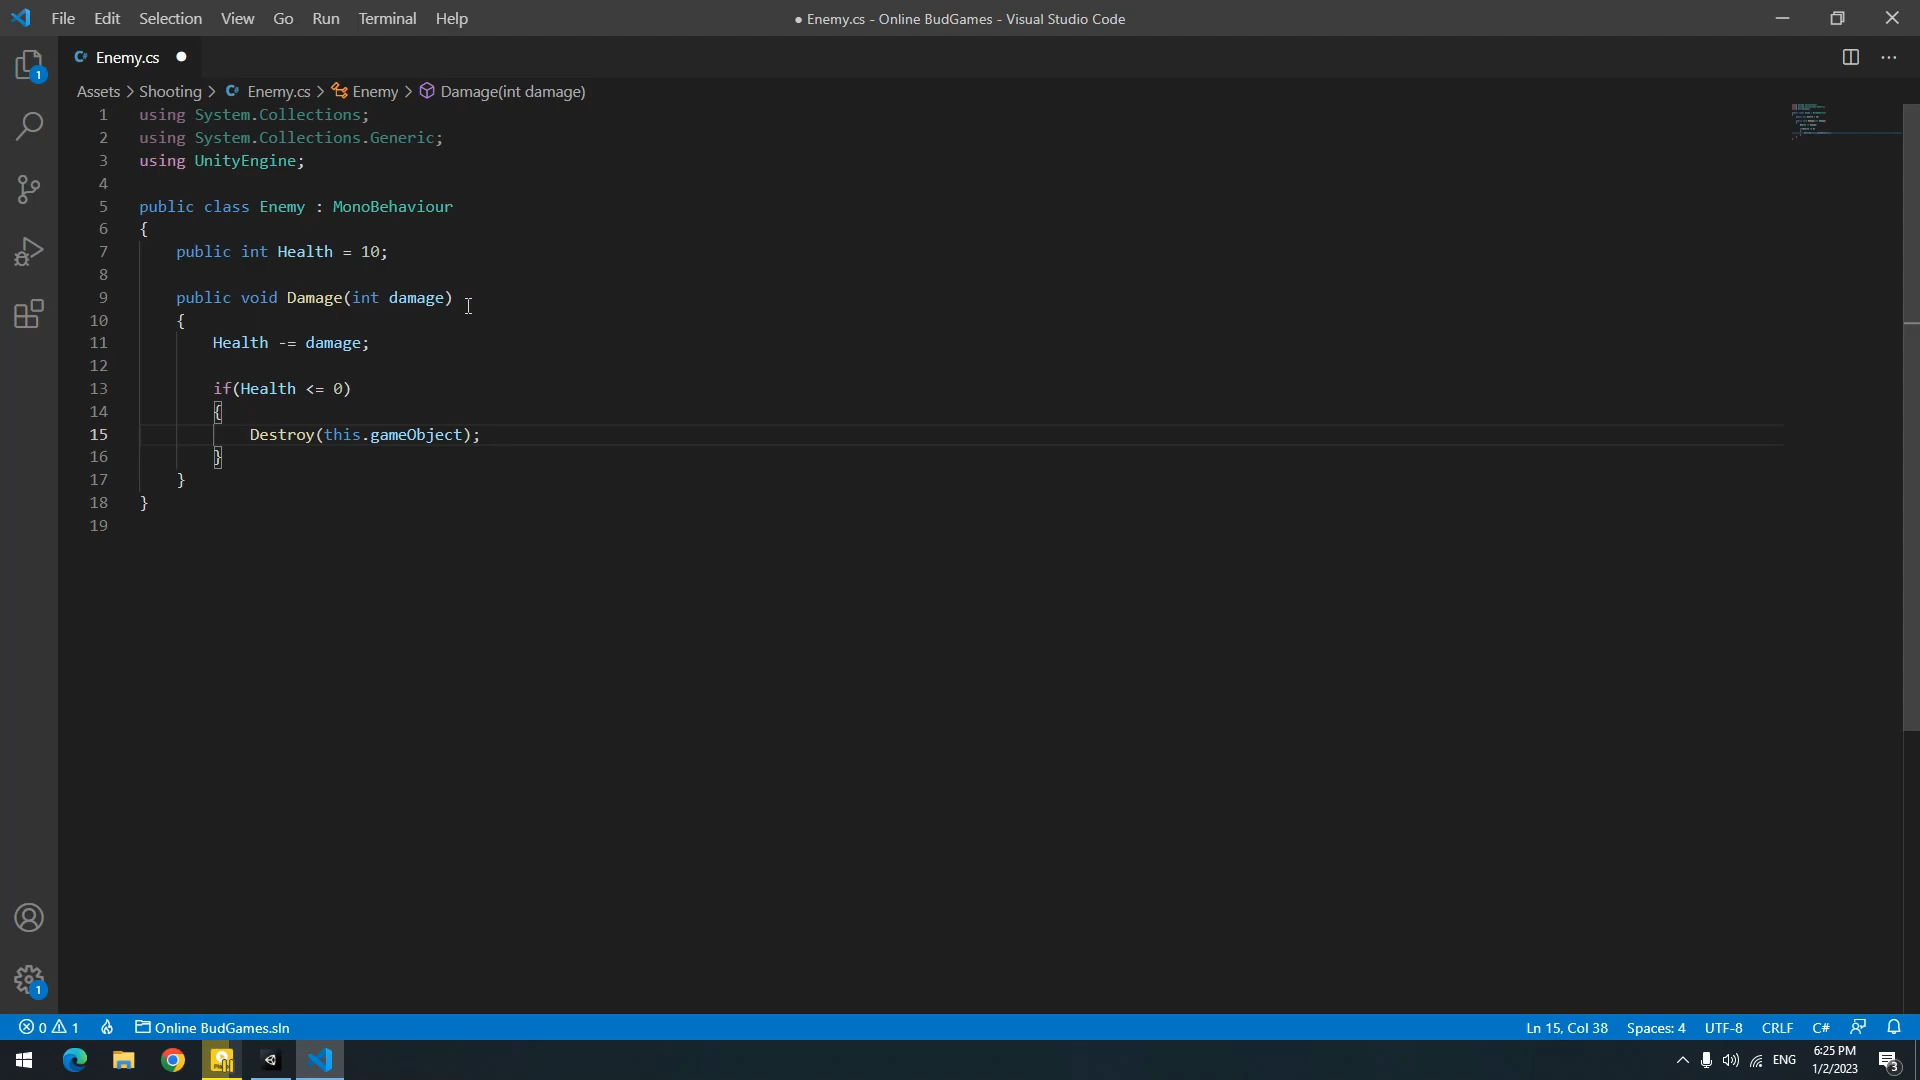 File Edit Selection View Go Run Terminal Help
● Enemy.cs - Online BudGames - Visual Studio Code
C# Enemy.cs ●
Assets > Shooting > C# Enemy.cs > Enemy > Damage(int damage)
1 using System.Collections;
2 using System.Collections.Generic;
3 using UnityEngine;
4
5 public class Enemy : MonoBehaviour
6 {
7 public int Health = 10;
8
9 public void Damage(int damage)
10 {
11 Health -= damage;
12
13 if(Health <= 0)
14 {
15 Destroy(this.gameObject);
16 }
17 }
18 }
19
1
1
0 1 Online BudGames.sln
Ln 15, Col 38 Spaces: 4 UTF-8 CRLF C#
ENG
6:25 PM
1/2/2023
3